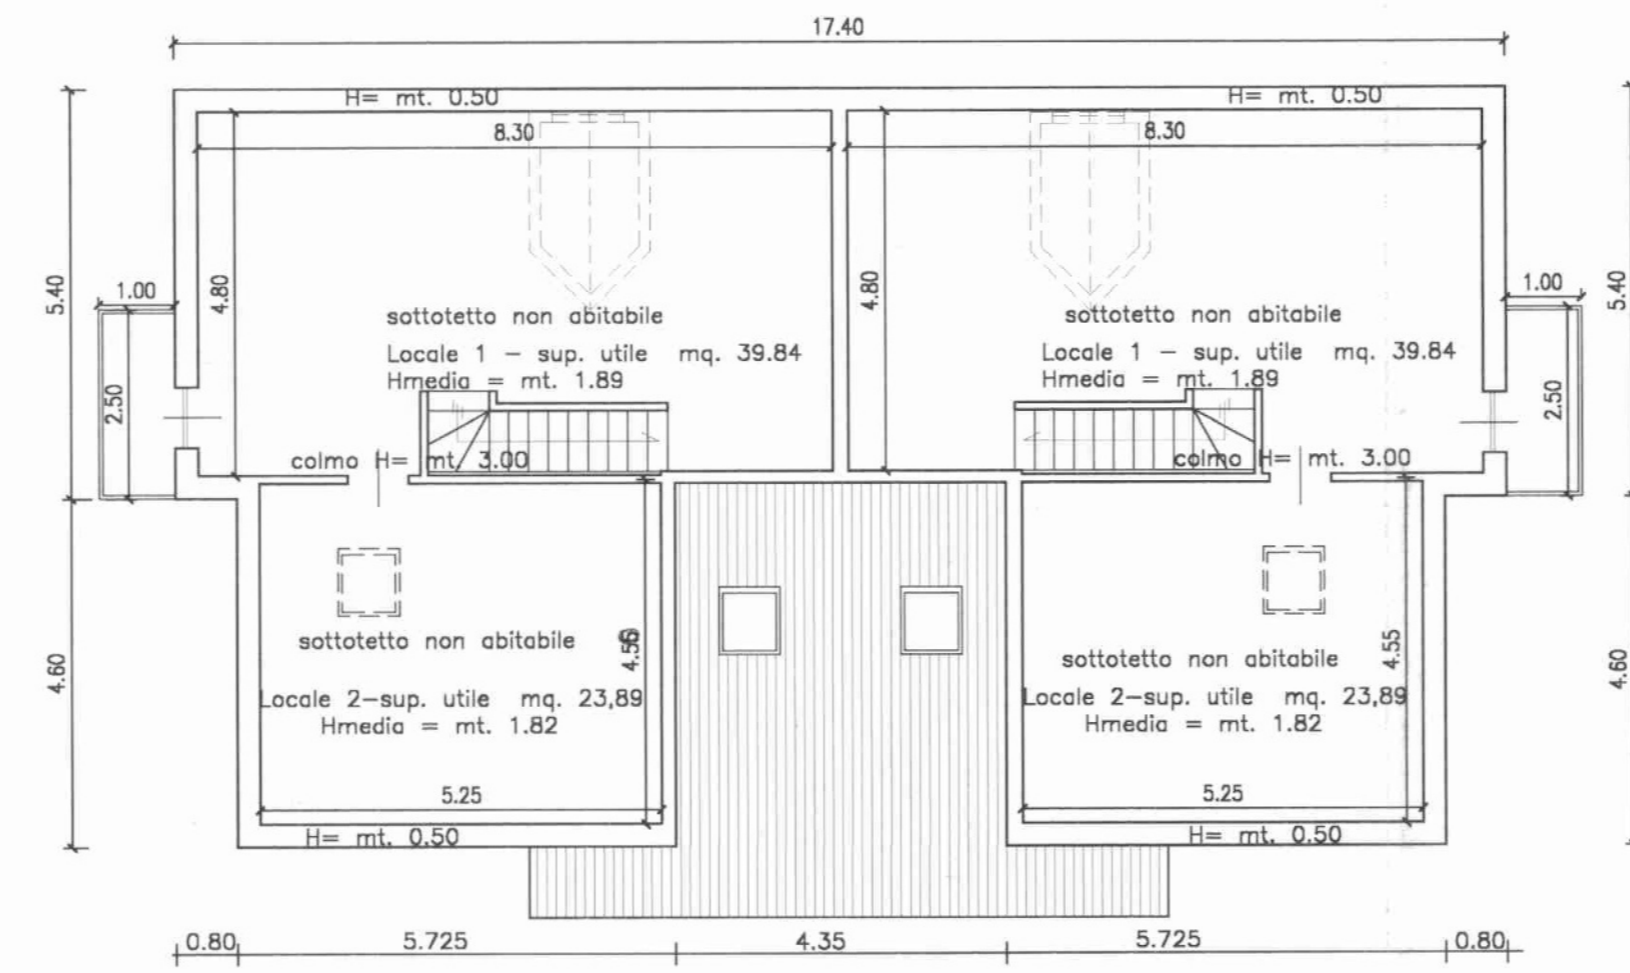 17.40
H= mt. 0.50
H= mt. 0.50
8.30
8.30
5.40
1.00
4.80
4.80
1.00
5.40
sottotetto non abitabile
sottotetto non abitabile
Locale 1 - sup. utile mq. 39.84
Locale 1 - sup. utile mq. 39.84
Hmedia = mt. 1.89
Hmedia = mt. 1.89
2.50
2.50
colmo H= mt. 3.00
colmo H= mt. 3.00
sottotetto non abitabile
sottotetto non abitabile
4.60
4.55
4.60
Locale 2-sup. utile mq. 23,89
Locale 2-sup. utile mq. 23,89
Hmedia = mt. 1.82
Hmedia = mt. 1.82
5.25
5.25
H= mt. 0.50
H= mt. 0.50
0.80
5.725
4.35
5.725
0.80